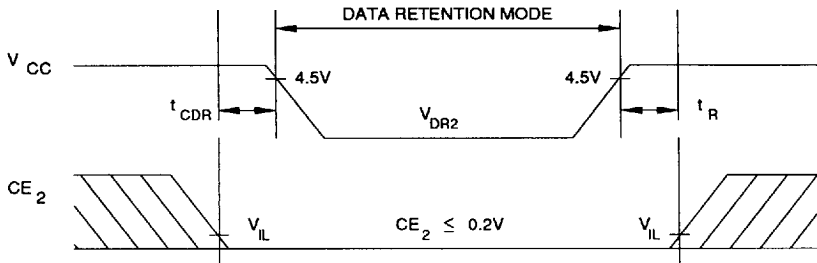 DATA RETENTION MODE
V CC
4.5V
4.5V
t CDR
V DR2
t R
CE 2
V IL
CE 2 ≤ 0.2V
V IL